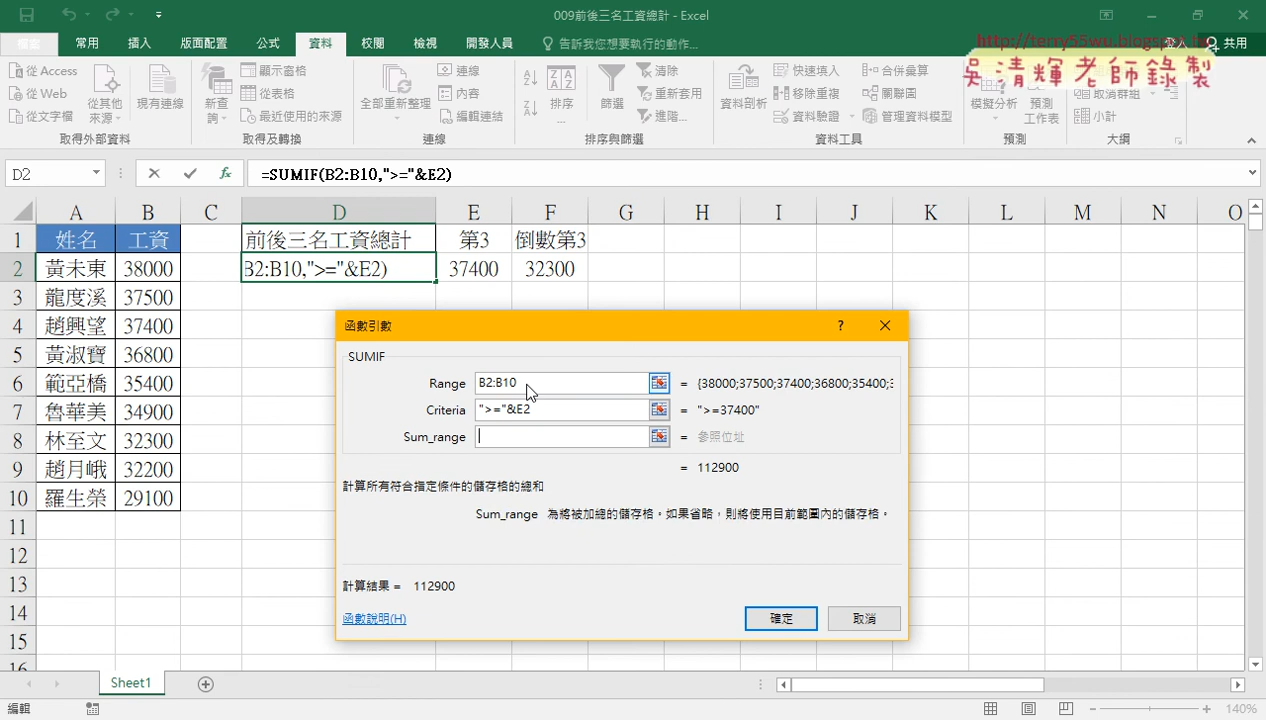 009前後三名工資總計 - Excel
檔案 常用 插入 版面配置 公式 資料 校閱 檢視 開發人員 告訴我您想要執行的動作... 登入 共用
http://terry55wu.blogspot.tw
吳清輝老師錄製
從 Access
從 Web
從文字檔
從其他來源
現有連線
取得外部資料
新查詢
顯示查詢
從表格
最近使用的來源
取得及轉換
全部重新整理
連線
內容
編輯連結
連線
排序
篩選
清除
重新套用
進階...
排序與篩選
資料剖析
快速填入
移除重複
資料驗證
合併彙算
關聯圖
管理資料模型
資料工具
模擬分析
預測工作表
預測
取消群組
小計
大綱
D2 fx =SUMIF(B2:B10,">="&E2)
A B C D E F G H I J K L M N O
1 姓名 工資 前後三名工資總計 第3 倒數第3
2 黃未東 38000 B2:B10,">="&E2) 37400 32300
3 龍度溪 37500
4 趙興望 37400
5 黃淑寶 36800
6 範亞橋 35400
7 魯華美 34900
8 林至文 32300
9 趙月峨 32200
10 羅生榮 29100
11
12
13
14
15
16
函數引數 ?
SUMIF
Range B2:B10 = {38000;37500;37400;36800;35400;3
Criteria ">="&E2 = ">=37400"
Sum_range = 參照位址
= 112900
計算所有符合指定條件的儲存格的總和
Sum_range 為將被加總的儲存格。如果省略，則將使用目前範圍內的儲存格。
計算結果 = 112900
函數說明(H)
確定 取消
Sheet1
編輯 140%